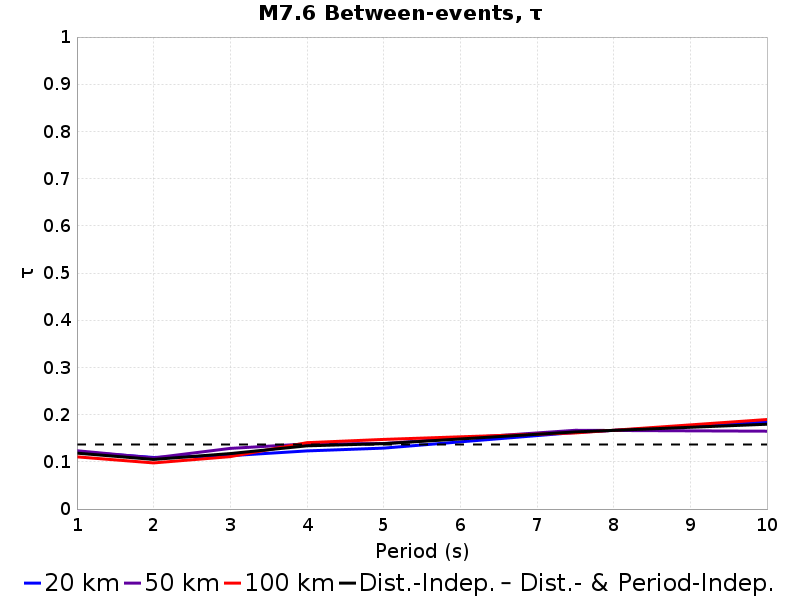 M7.6 Between-events, τ
1
0.9
0.8
0.7
0.6
0.5
0.4
0.3
0.2
0.1
0
τ
1 2 3 4 5 6 7 8 9 10
Period (s)
20 km 50 km 100 km Dist.-Indep. Dist.- & Period-Indep.